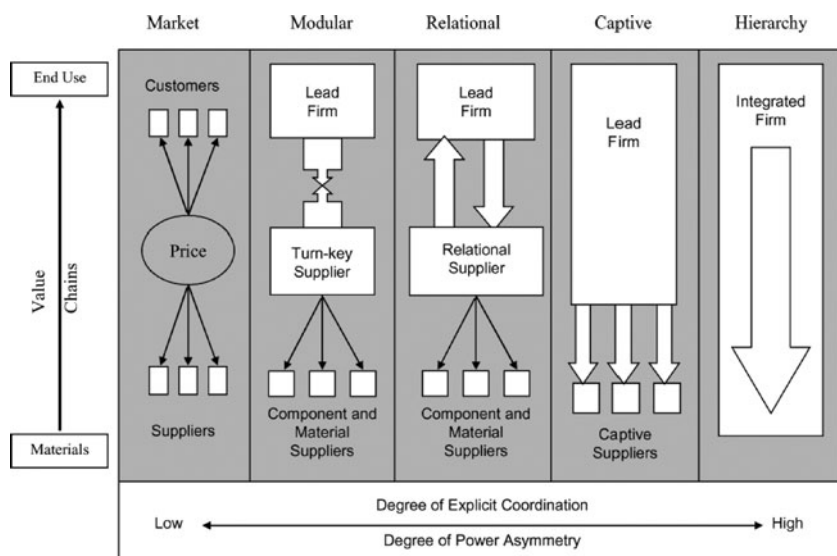 Market
Modular
Relational
Captive
Hierarchy
End Use
Value
Chains
Materials
Customers
Price
Suppliers
Lead
Firm
Turn-key
Supplier
Component and
Material
Suppliers
Lead
Firm
Relational
Supplier
Component and
Material
Suppliers
Lead
Firm
Captive
Suppliers
Integrated
Firm
Degree of Explicit Coordination
Low
High
Degree of Power Asymmetry